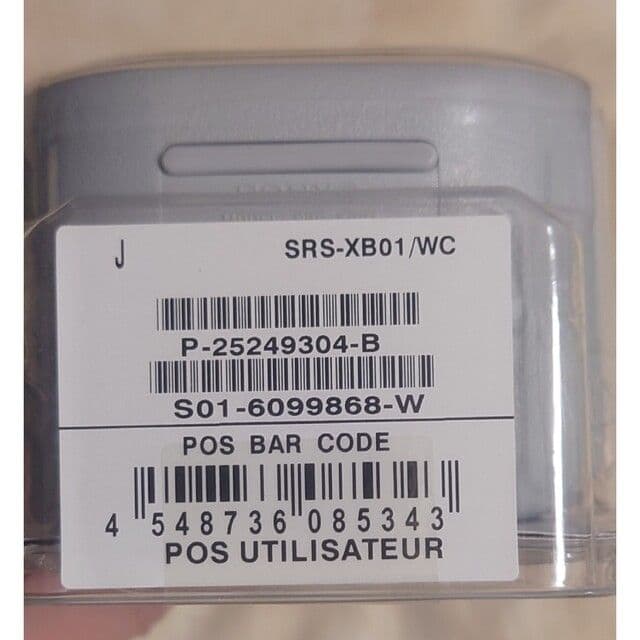 J SRS-XB01/WC
P-25249304-B
S01-6099868-W
POS BAR CODE
4 548736 085343
POS UTILISATEUR